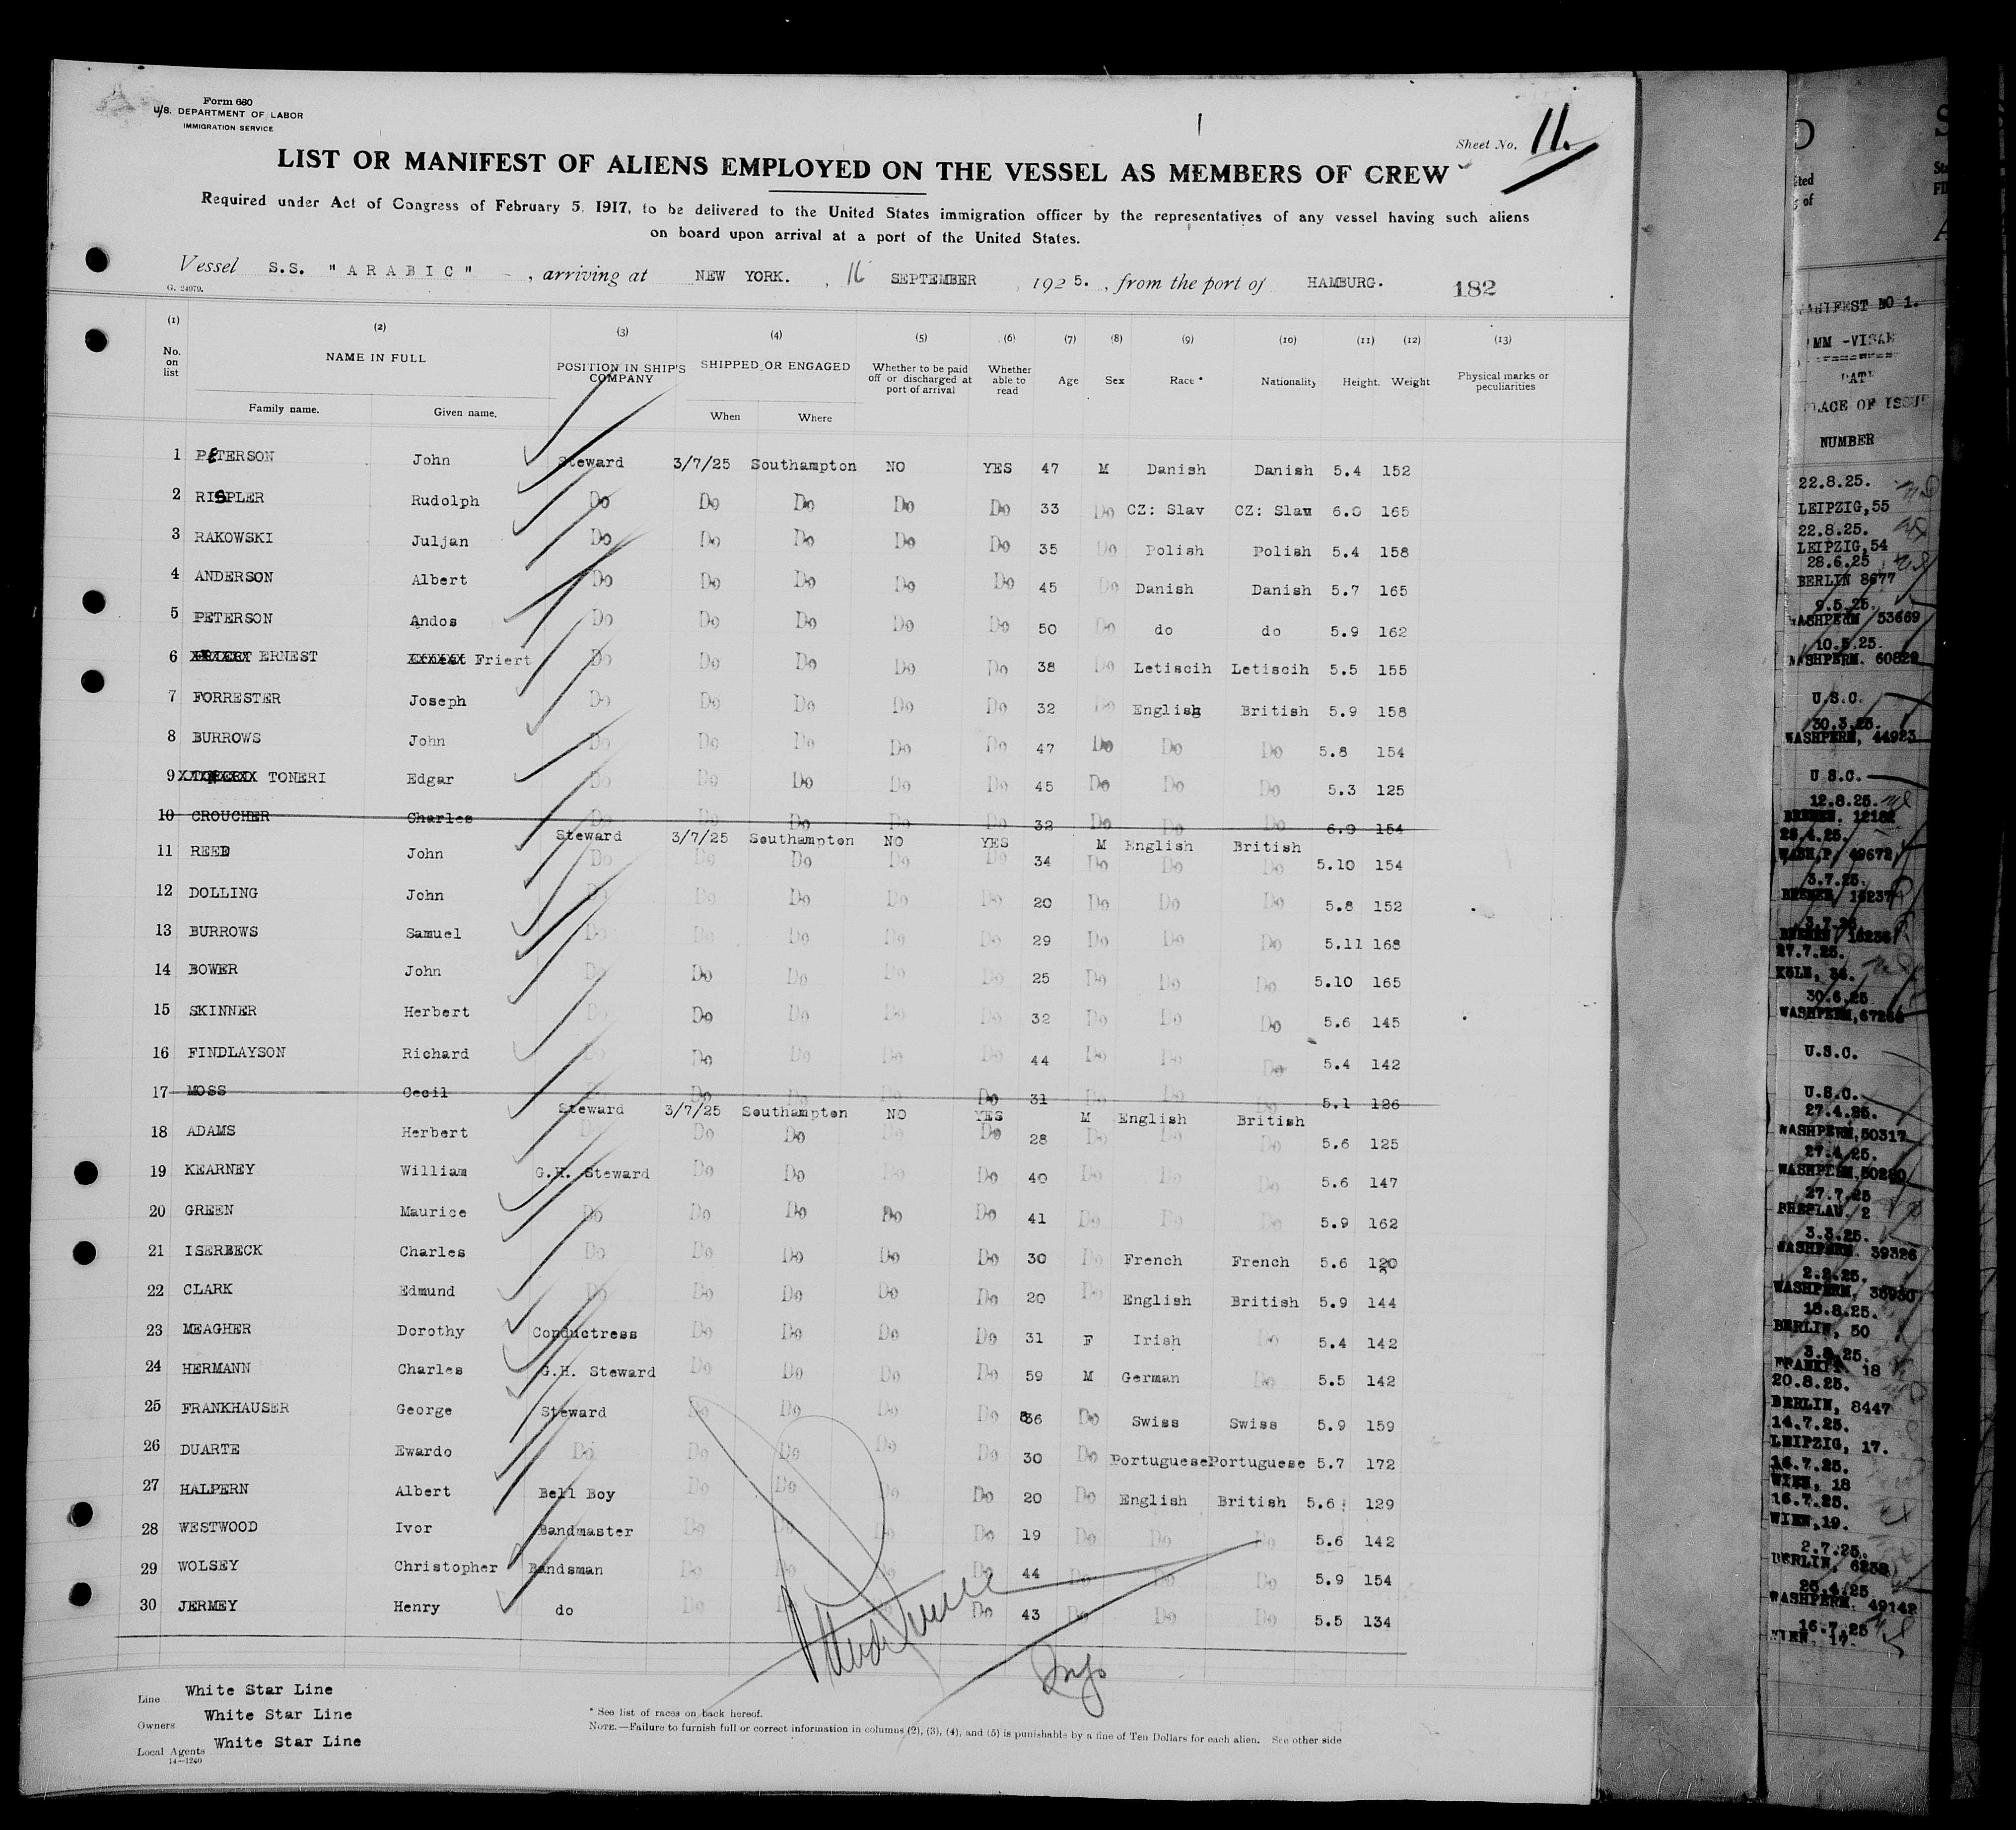 Form 680
U.S. DEPARTMENT OF LABOR
IMMIGRATION SERVICE
Sheet No. 11.
LIST OR MANIFEST OF ALIENS EMPLOYED ON THE VESSEL AS MEMBERS OF CREW
Required under Act of Congress of February 5, 1917, to be delivered to the United States immigration officer by the representatives of any vessel having such aliens
on board upon arrival at a port of the United States.
Vessel S.S. "ARABIC" - , arriving at NEW YORK. , 16 SEPTEMBER , 1925. , from the port of HAMBURG. 182
G. 24979.
(1) (2) (3) (4) (5) (6) (7) (8) (9) (10) (11) (12) (13)
No. on list NAME IN FULL POSITION IN SHIP'S COMPANY SHIPPED OR ENGAGED Whether to be paid off or discharged at port of arrival Whether able to read Age Sex Race * Nationality Height. Weight Physical marks or peculiarities
Family name. Given name. When Where
1 PETERSON John Steward 3/7/25 Southampton NO YES 47 M Danish Danish 5.4 152
2 RISPLER Rudolph Do Do Do Do Do 33 Do CZ: Slav CZ: Slav 6.0 165
3 RAKOWSKI Juljan Do Do Do Do Do 35 Do Polish Polish 5.4 158
4 ANDERSON Albert Do Do Do Do Do 45 Do Danish Danish 5.7 165
5 PETERSON Andos Do Do Do Do Do 50 Do do do 5.9 162
6 ERNEST Friert Do Do Do Do Do 38 Do Letiscih Letiscih 5.5 155
7 FORRESTER Joseph Do Do Do Do Do 32 Do English British 5.9 158
8 BURROWS John Do Do Do Do Do 47 Do Do Do 5.8 154
9 TONERI Edgar Do Do Do Do Do 45 Do Do Do 5.3 125
10 CROUCHER Charles Do Do Do Do Do 32 Do Do Do 6.0 154
Steward 3/7/25 Southampton NO YES M English British
11 REED John Do Do Do Do 34 Do Do Do 5.10 154
12 DOLLING John Do Do Do Do Do 20 Do Do Do 5.8 152
13 BURROWS Samuel Do Do Do Do Do 29 Do Do Do 5.11 168
14 BOWER John Do Do Do Do Do 25 Do Do Do 5.10 165
15 SKINNER Herbert Do Do Do Do Do 32 Do Do Do 5.6 145
16 FINDLAYSON Richard Do Do Do Do Do 44 Do Do Do 5.4 142
17 MOSS Cecil Do Do Do Do 31 Do Do Do 5.1 126
Steward 3/7/25 Southampton NO YES M English British
18 ADAMS Herbert Do Do Do Do Do 28 Do Do Do 5.6 125
19 KEARNEY William G.H. Steward Do Do Do Do 40 Do Do Do 5.6 147
20 GREEN Maurice Do Do Do Do Do 41 Do Do Do 5.9 162
21 ISERBECK Charles Do Do Do Do Do 30 Do French French 5.6 120
22 CLARK Edmund Do Do Do Do Do 20 Do English British 5.9 144
23 MEAGHER Dorothy Conductress Do Do Do Do 31 F Irish Do 5.4 142
24 HERMANN Charles G.H. Steward Do Do Do Do 59 M German Do 5.5 142
25 FRANKHAUSER George Steward Do Do Do Do 36 Do Swiss Swiss 5.9 159
26 DUARTE Ewardo Do Do Do Do Do 30 Do Portuguese Portuguese 5.7 172
27 HALPERN Albert Bell Boy Do Do Do Do 20 Do English British 5.6 129
28 WESTWOOD Ivor Bandmaster Do Do Do Do 19 Do Do Do 5.6 142
29 WOLSEY Christopher Bandsman Do Do Do Do 44 Do Do Do 5.9 154
30 JERMEY Henry do Do Do Do 43 Do Do Do 5.5 134
Line White Star Line
Owners White Star Line
Local Agents White Star Line
14—1240
* See list of races on back hereof.
NOTE.—Failure to furnish full or correct information in columns (2), (3), (4), and (5) is punishable by a fine of Ten Dollars for each alien. See other side
MANIFEST NO 1.
PLACE OF ISSUE
NUMBER
22.8.25.
LEIPZIG,55
22.8.25.
LEIPZIG,54
28.6.25
BERLIN 8677
9.5.25.
WASHPERM 53669
10.5.25.
WASHPERM. 60822
U.S.C.
30.3.25.
WASHPERM, 44923
U.S.C.
12.8.25.
BREMEN. 12162
28.4.25.
WASH.P. 49672
3.7.25.
BREMEN
27.7.25.
KOLN, 36.
30.6.25
WASHPERM,67266
U.S.C.
U.S.C.
27.4.25.
WASHPERM,50317
27.4.25.
WASHPERM,50290
27.7.25
BRESLAU. 2
3.3.25.
WASHPERM. 39326
2.2.25.
WASHPERM,
18.8.25.
BERLIN, 50
3.8.25.
FRANKFT. 18
20.8.25.
BERLIN, 8447
14.7.25.
LEIPZIG, 17.
16.7.25.
WIEN, 18
16.7.25.
WIEN,19.
2.7.25.
BERLIN, 6232
25.4.25
WASHPERM. 49142
16.7.25
WIEN. 17.